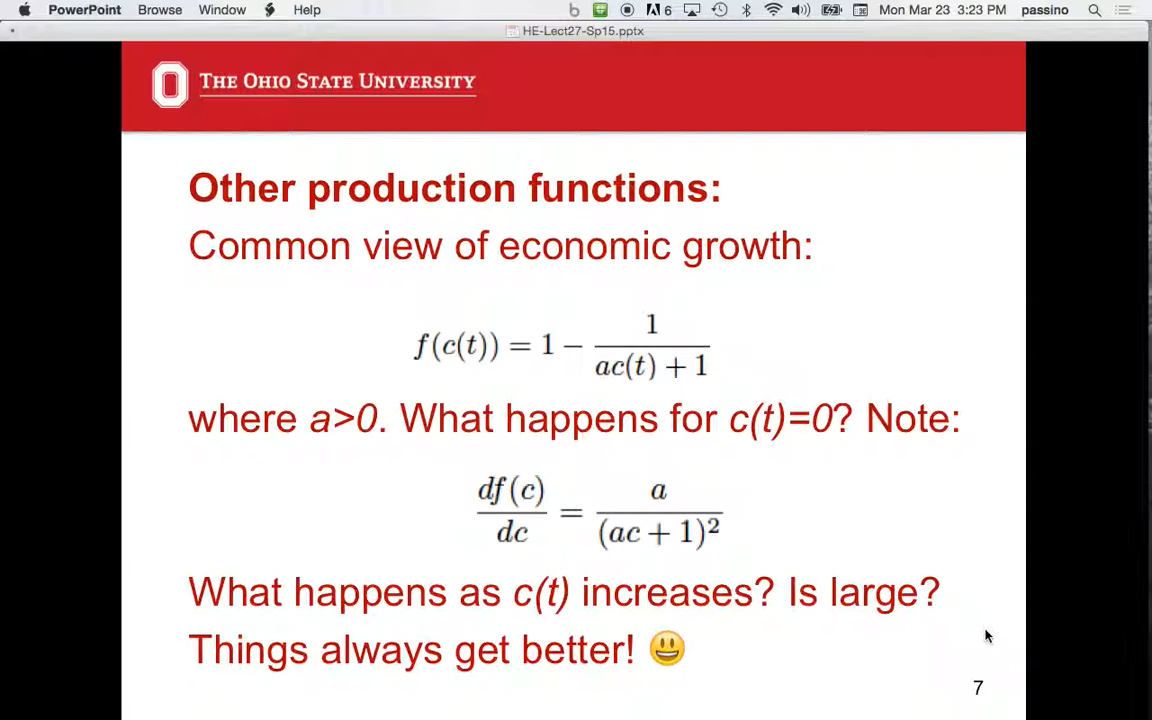 PowerPoint Browse Window Help 6 Mon Mar 23 3:23 PM passino
HE-Lect27-Sp15.pptx
THE OHIO STATE UNIVERSITY
Other production functions:
Common view of economic growth:
f(c(t)) = 1 − 1 / (ac(t) + 1)
where a>0. What happens for c(t)=0? Note:
df(c) / dc = a / (ac + 1)²
What happens as c(t) increases? Is large?
Things always get better! 😃
7